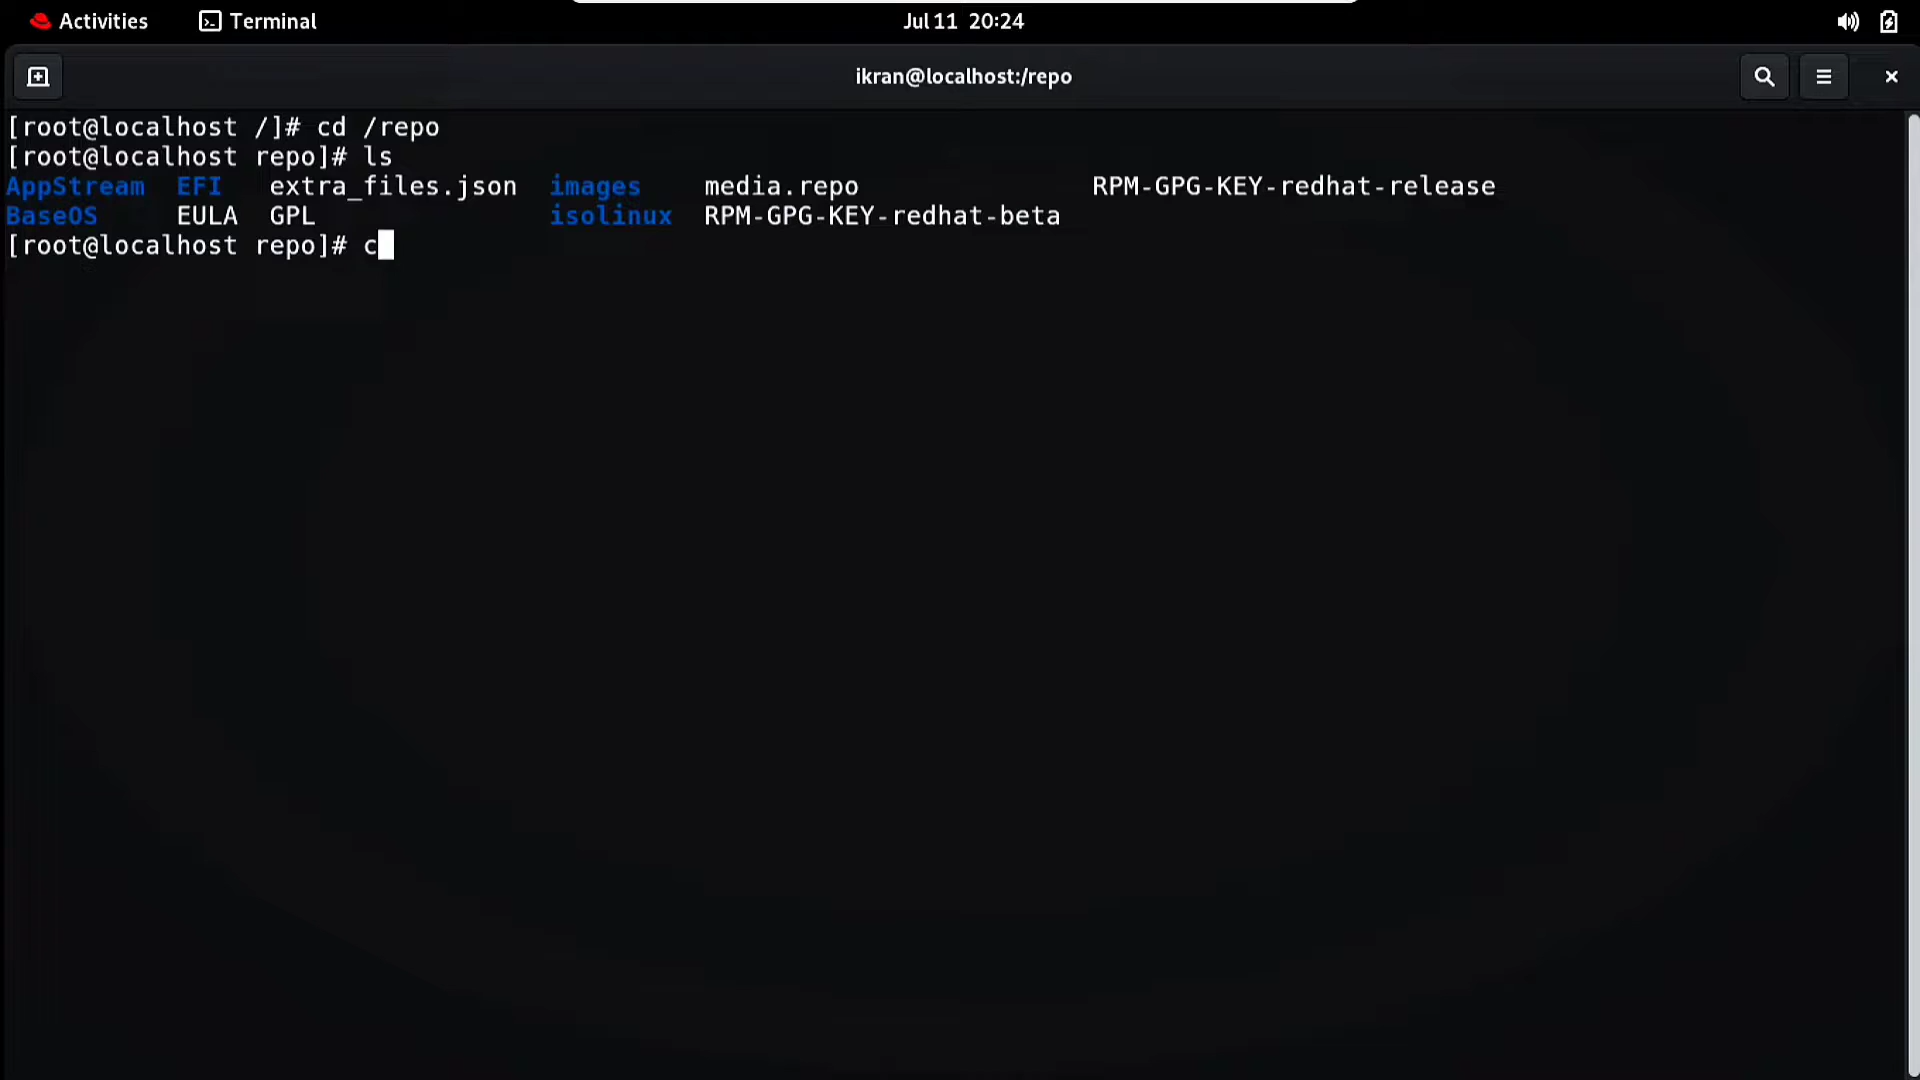 Activities Terminal Jul 11 20:24
ikran@localhost:/repo
[root@localhost /]# cd /repo
[root@localhost repo]# ls
AppStream EFI extra_files.json images media.repo RPM-GPG-KEY-redhat-release
BaseOS EULA GPL isolinux RPM-GPG-KEY-redhat-beta
[root@localhost repo]# c